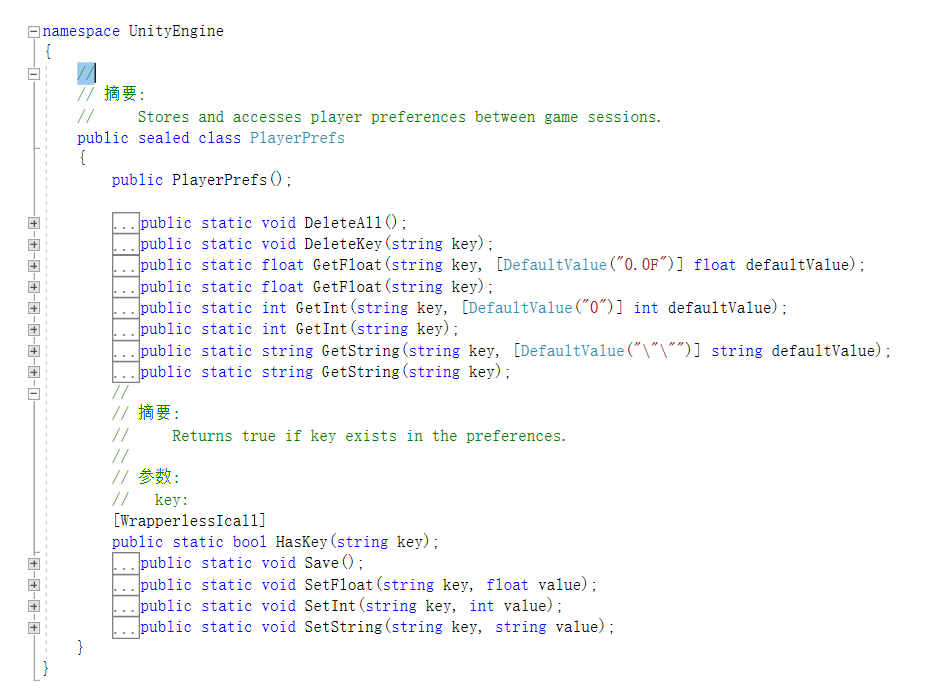 namespace UnityEngine
{
//
// 摘要:
//     Stores and accesses player preferences between game sessions.
public sealed class PlayerPrefs
{
public PlayerPrefs();
...public static void DeleteAll();
...public static void DeleteKey(string key);
...public static float GetFloat(string key, [DefaultValue("0.0F")] float defaultValue);
...public static float GetFloat(string key);
...public static int GetInt(string key, [DefaultValue("0")] int defaultValue);
...public static int GetInt(string key);
...public static string GetString(string key, [DefaultValue("\"\"")] string defaultValue);
...public static string GetString(string key);
//
// 摘要:
//     Returns true if key exists in the preferences.
//
// 参数:
//   key:
[WrapperlessIcall]
public static bool HasKey(string key);
...public static void Save();
...public static void SetFloat(string key, float value);
...public static void SetInt(string key, int value);
...public static void SetString(string key, string value);
}
}